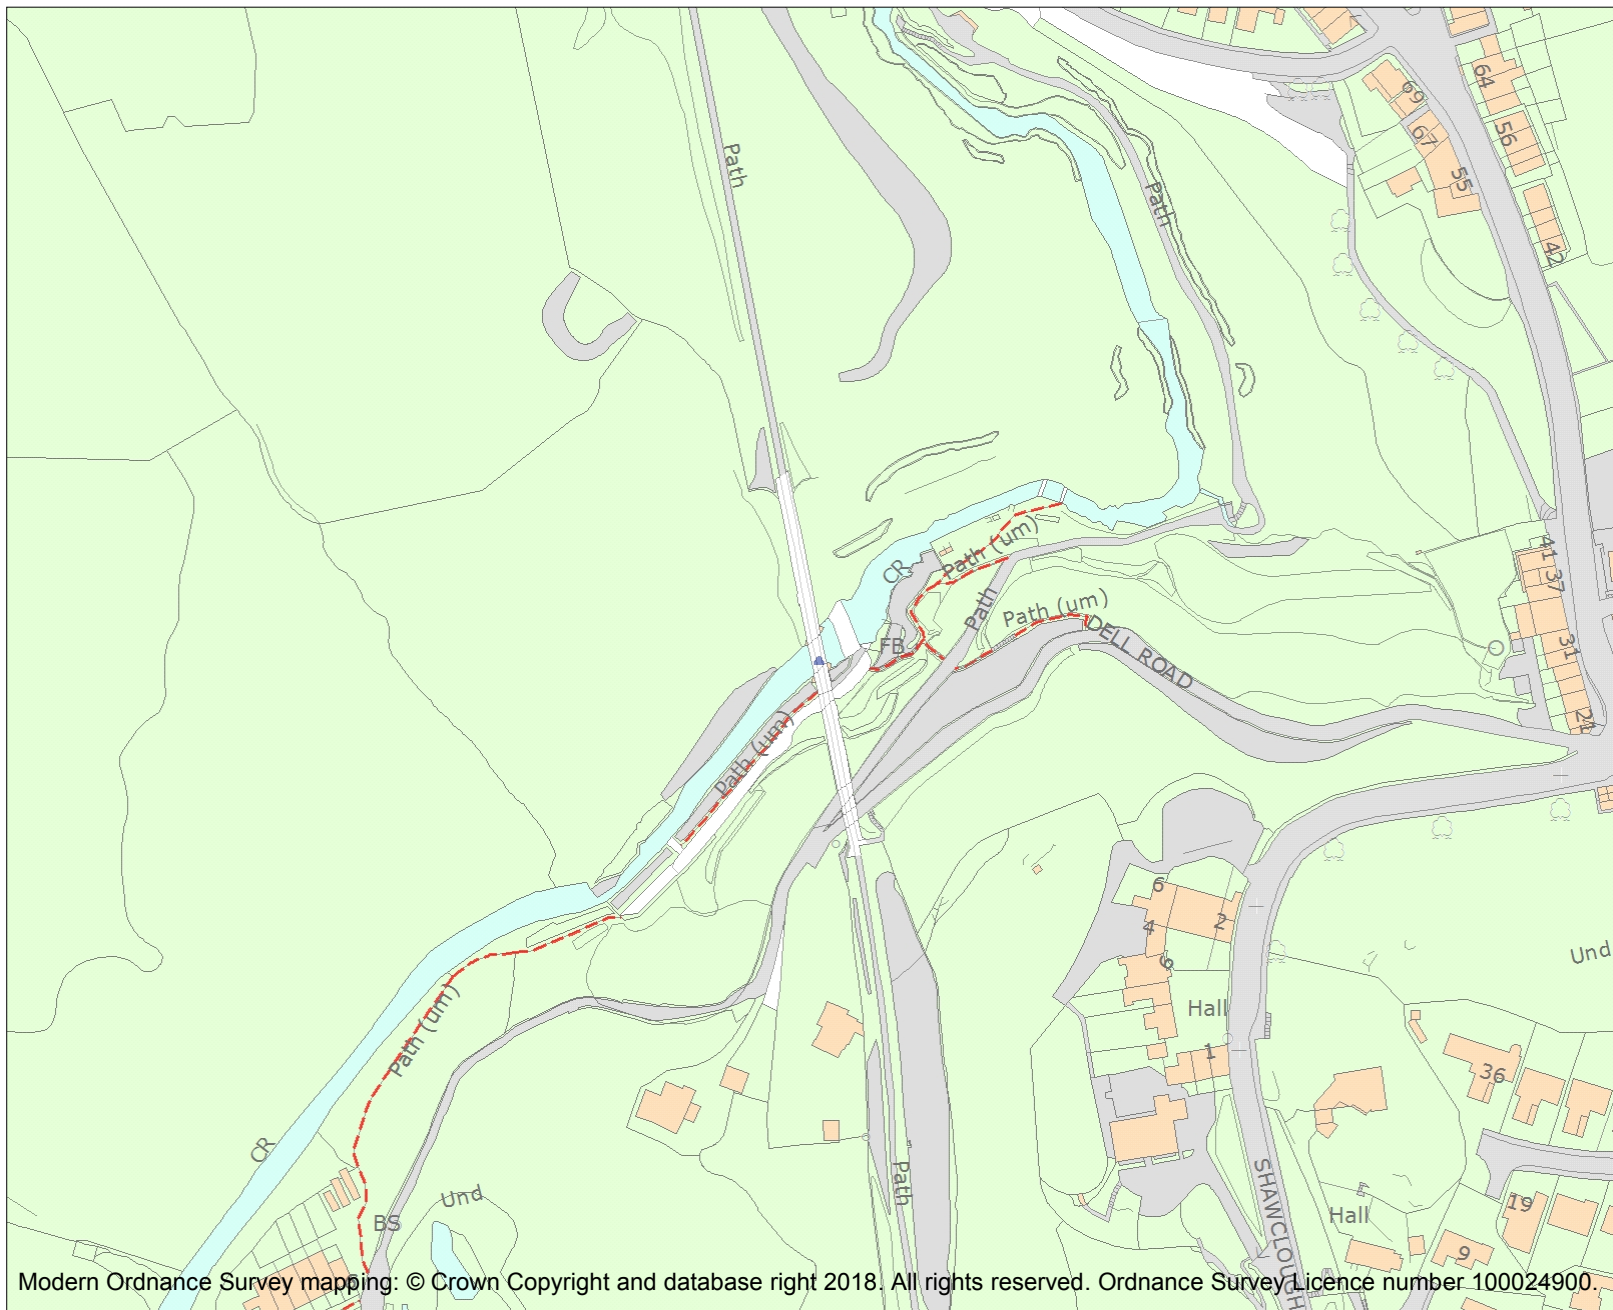 64
69
56
67
Path
55
Path
42
Path (um)
CR
41
37
Path
Path (um)
FB
DELL ROAD
31
21
Path (um)
6
4
2
6
Und
Hall
1
Path (um)
36
CR
Path
SHAWCLOUGH
Und
BS
Hall
19
9
Modern Ordnance Survey mapping: © Crown Copyright and database right 2018. All rights reserved. Ordnance Survey Licence number 100024900.